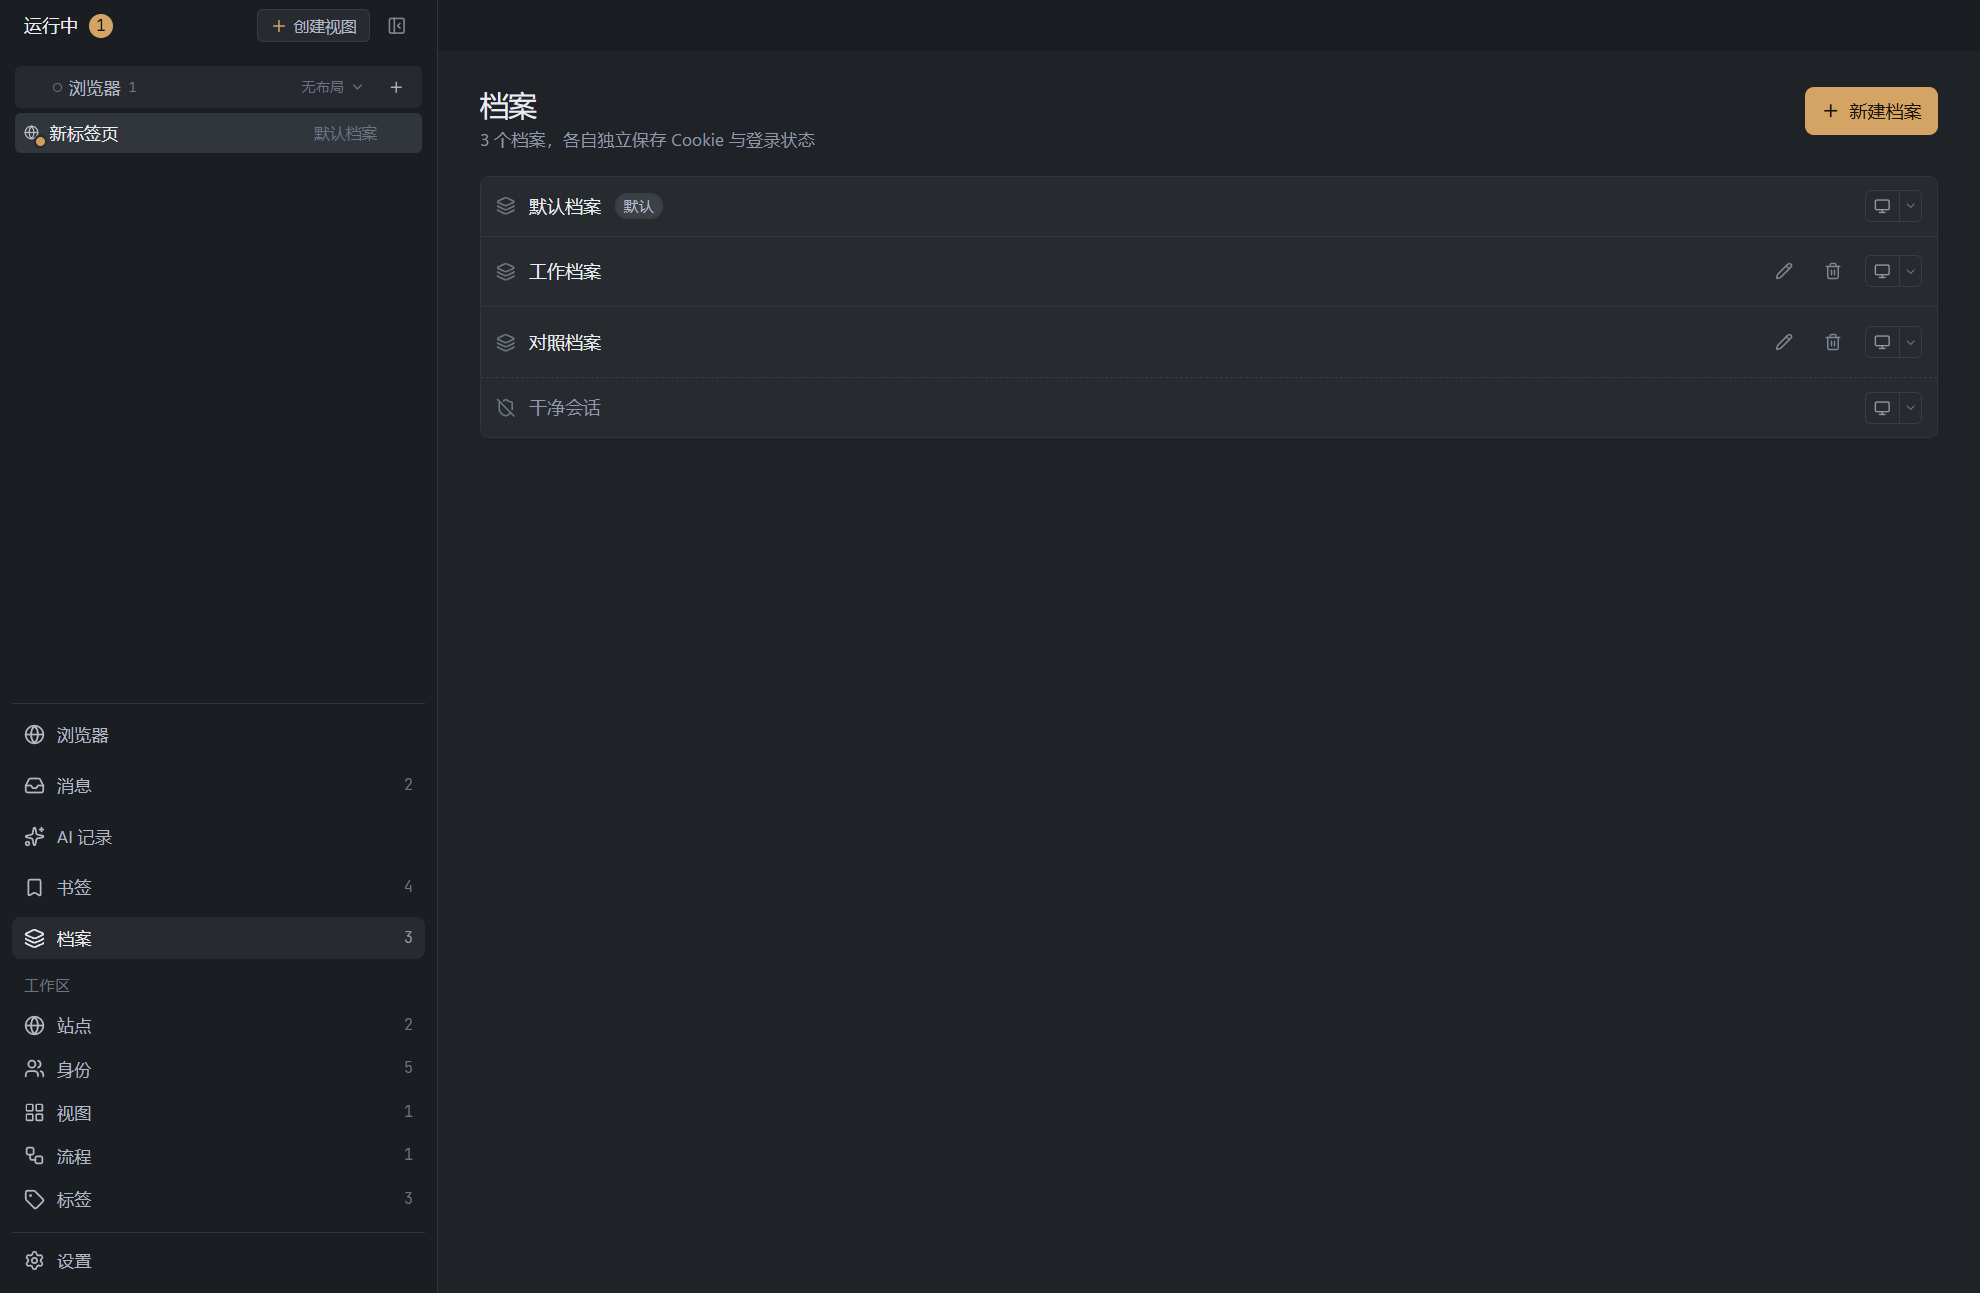 运行中 1
创建视图
浏览器 1 无布局
新标签页 默认档案
浏览器
消息 2
AI 记录
书签 4
档案 3
工作区
站点 2
身份 5
视图 1
流程 1
标签 3
设置
档案
3 个档案，各自独立保存 Cookie 与登录状态
新建档案
默认档案 默认
工作档案
对照档案
干净会话